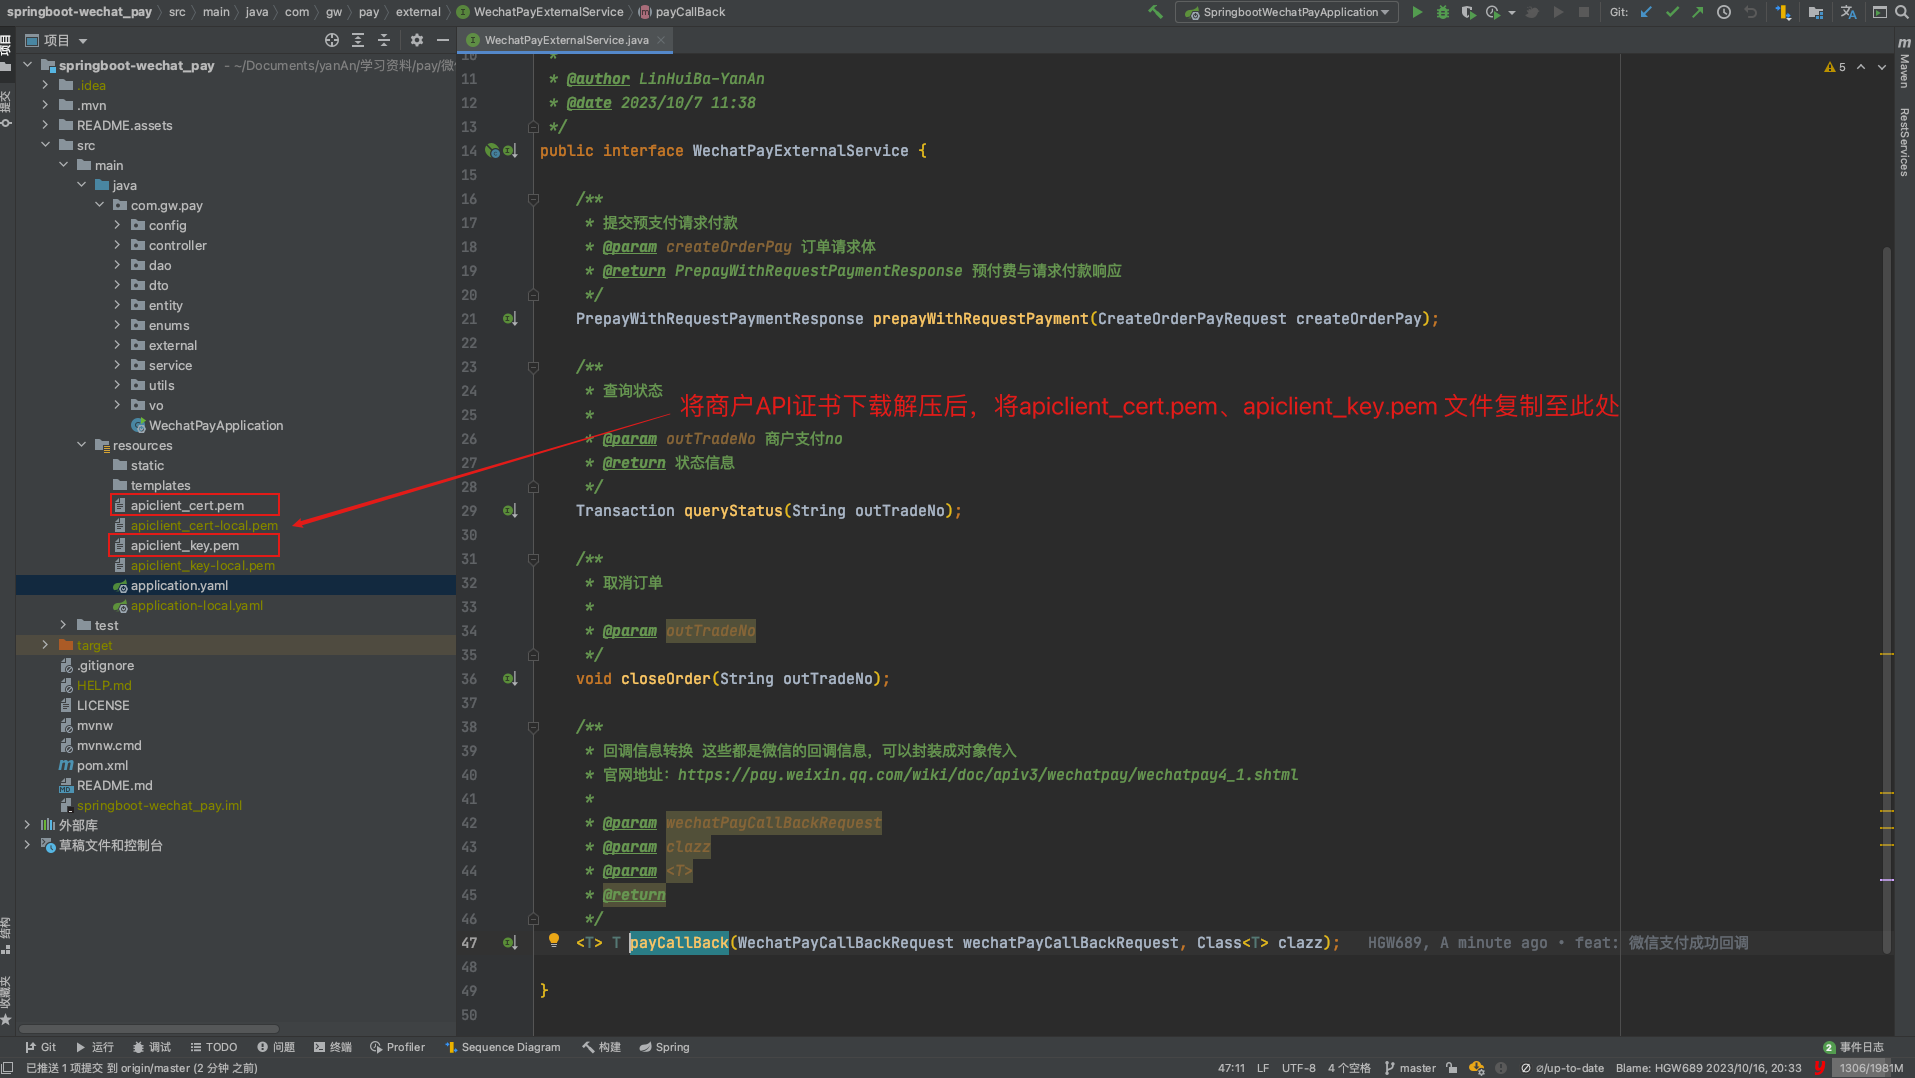 springboot-wechat_pay src main java com gw pay external WechatPayExternalService payCallBack
SpringbootWechatPayApplication Git:
项目
提交
结构
收藏夹
项目
WechatPayExternalService.java
springboot-wechat_pay ~/Documents/yanAn/学习资料/pay/微
.idea
.mvn
README.assets
src
main
java
com.gw.pay
config
controller
dao
dto
entity
enums
external
service
utils
vo
WechatPayApplication
resources
static
templates
apiclient_cert.pem
apiclient_cert-local.pem
apiclient_key.pem
apiclient_key-local.pem
application.yaml
application-local.yaml
test
target
.gitignore
HELP.md
LICENSE
mvnw
mvnw.cmd
pom.xml
README.md
springboot-wechat_pay.iml
外部库
草稿文件和控制台
10 *
11 * @author LinHuiBa-YanAn
12 * @date 2023/10/7 11:38
13 */
14 public interface WechatPayExternalService {
15
16 /**
17 * 提交预支付请求付款
18 * @param createOrderPay 订单请求体
19 * @return PrepayWithRequestPaymentResponse 预付费与请求付款响应
20 */
21 PrepayWithRequestPaymentResponse prepayWithRequestPayment(CreateOrderPayRequest createOrderPay);
22
23 /**
24 * 查询状态
25 *
26 * @param outTradeNo 商户支付no
27 * @return 状态信息
28 */
29 Transaction queryStatus(String outTradeNo);
30
31 /**
32 * 取消订单
33 *
34 * @param outTradeNo
35 */
36 void closeOrder(String outTradeNo);
37
38 /**
39 * 回调信息转换 这些都是微信的回调信息，可以封装成对象传入
40 * 官网地址：https://pay.weixin.qq.com/wiki/doc/apiv3/wechatpay/wechatpay4_1.shtml
41 *
42 * @param wechatPayCallBackRequest
43 * @param clazz
44 * @param <T>
45 * @return
46 */
47 <T> T payCallBack(WechatPayCallBackRequest wechatPayCallBackRequest, Class<T> clazz); HGW689, A minute ago • feat: 微信支付成功回调
48
49 }
50
将商户API证书下载解压后，将apiclient_cert.pem、apiclient_key.pem 文件复制至此处
5
Maven
RestServices
Git 运行 调试 TODO 问题 终端 Profiler Sequence Diagram 构建 Spring 2 事件日志
已推送 1 项提交 到 origin/master (2 分钟 之前) 47:11 LF UTF-8 4 个空格 master ∅/up-to-date Blame: HGW689 2023/10/16, 20:33 1306/1981M